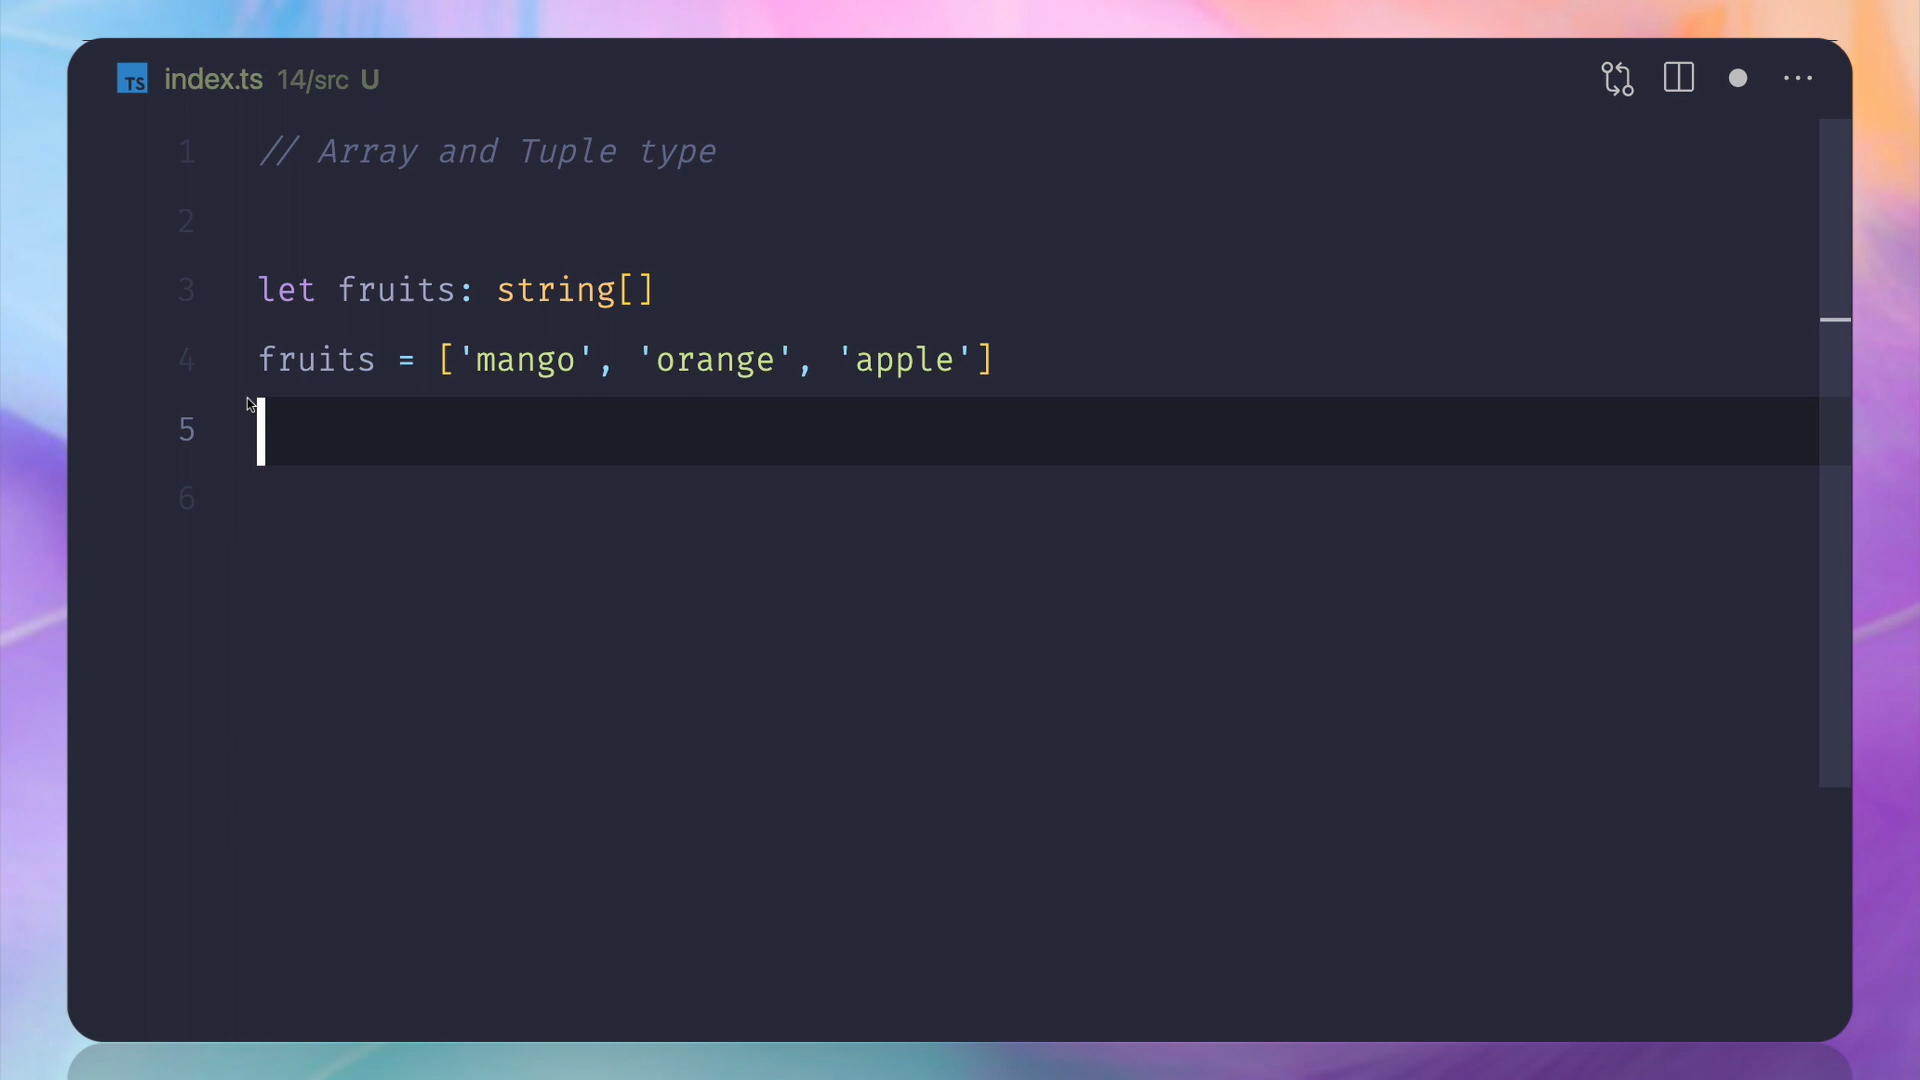 TS index.ts 14/src U
1 // Array and Tuple type
2
3 let fruits: string[]
4 fruits = ['mango', 'orange', 'apple']
5
6